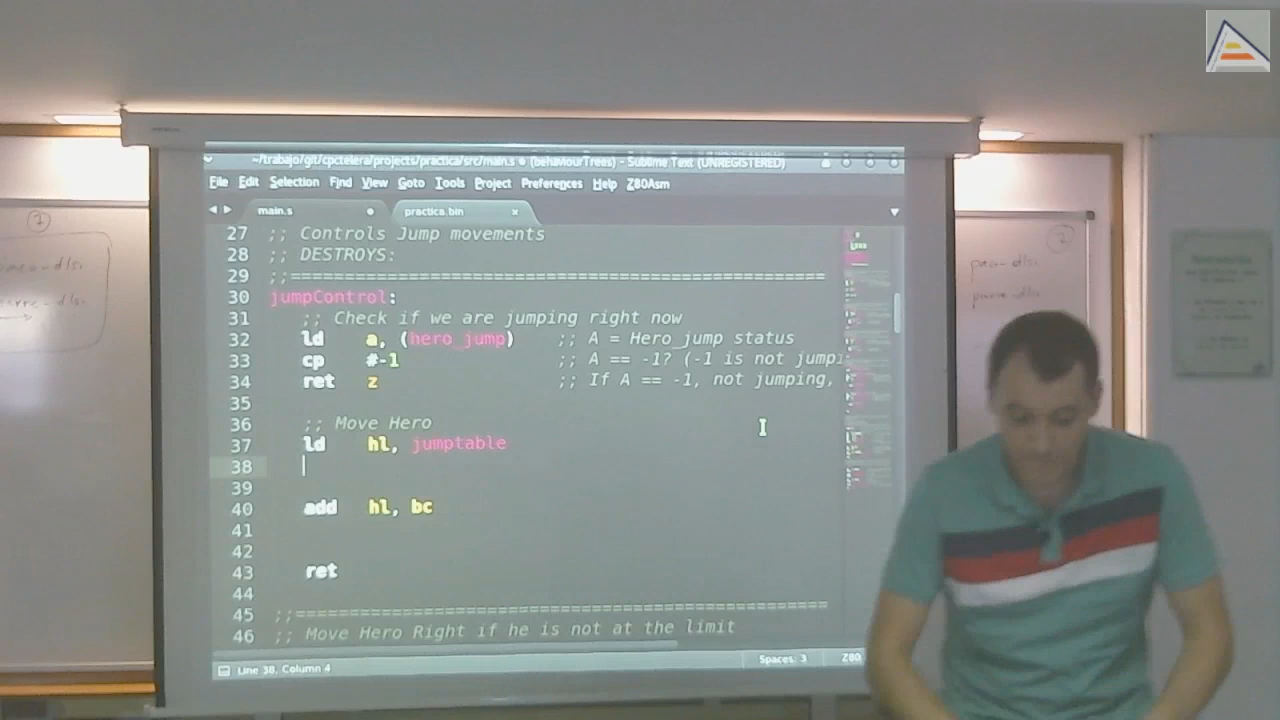 ~/trabajo/git/cpctelera/projects/practica/src/main.s • (behaviourTrees) - Sublime Text (UNREGISTERED)
File Edit Selection Find View Goto Tools Project Preferences Help Z80Asm
main.s practica.bin
27 ;; Controls Jump movements
28 ;; DESTROYS:
29 ;;====================================================
30 jumpControl:
31 ;; Check if we are jumping right now
32 ld a, (hero_jump) ;; A = Hero_jump status
33 cp #-1 ;; A == -1? (-1 is not jumpi
34 ret z ;; If A == -1, not jumping,
35
36 ;; Move Hero
37 ld hl, jumptable
38
39
40 add hl, bc
41
42
43 ret
44
45 ;;====================================================
46 ;; Move Hero Right if he is not at the limit
Line 38, Column 4 Spaces: 3 Z80